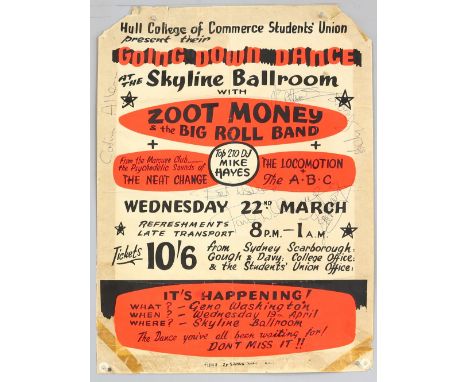 Hull College of Commerce Students' Union
present their
GOING DOWN DANCE
AT THE Skyline Ballroom
WITH
ZOOT MONEY
& the BIG ROLL BAND
+ +
From the Marquee Club
the Psychedelic Sounds of
THE NEAT CHANGE
Top 210 DJ
MIKE
HAYES
THE LOCOMOTION
+
The A·B·C
WEDNESDAY 22ND MARCH
REFRESHMENTS
LATE TRANSPORT
8 P.M. – 1 A.M.
Tickets 10'6
from Sydney Scarborough:
Gough & Davy: College Office:
& the Students' Union Office:
IT'S HAPPENING!
WHAT? – Geno Washington
WHEN? – Wednesday 19th April
WHERE? – Skyline Ballroom
The Dance you've all been waiting for!
DONT MISS IT!!
Colin Allen